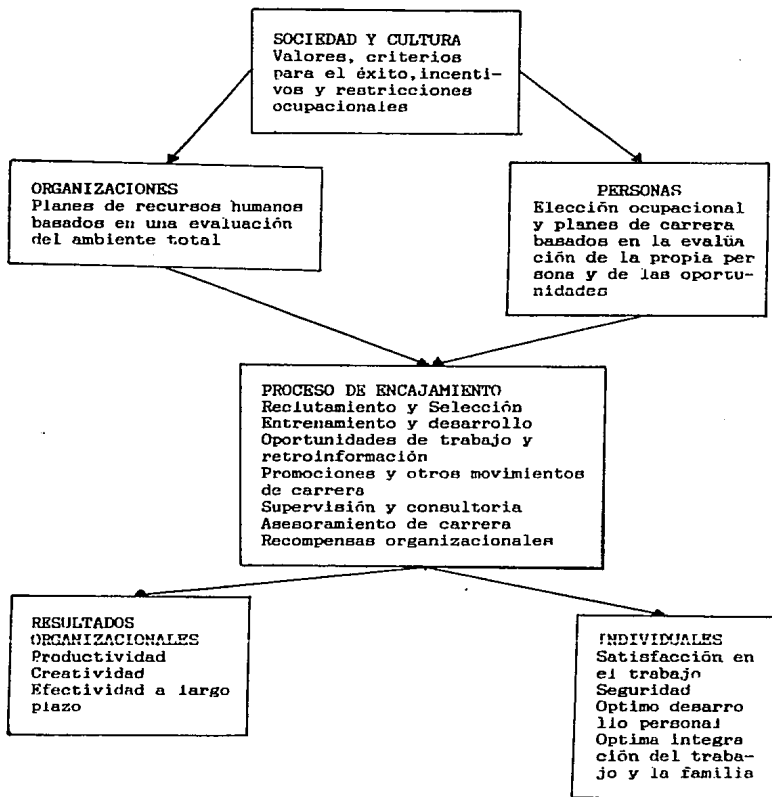 SOCIEDAD Y CULTURA
Valores, criterios
para el éxito,incenti-
vos y restricciones
ocupacionales
ORGANIZACIONES
Planes de recursos humanos
basados en una evaluación
del ambiente total
PERSONAS
Elección ocupacional
y planes de carrera
basados en la evalúa
ción de la propia per
sona y de las oportu-
nidades
PROCESO DE ENCAJAMIENTO
Reclutamiento y Selección
Entrenamiento y desarrollo
Oportunidades de trabajo y
retroinformación
Promociones y otros movimientos
de carrera
Supervisión y consultoria
Asesoramiento de carrera
Recompensas organizacionales
RESULTADOS
ORGANIZACIONALES
Productividad
Creatividad
Efectividad a largo
plazo
INDIVIDUALES
Satisfacción en
el trabajo
Seguridad
Optimo desarro
llo personal
Optima integra
ción del traba-
jo y la familia